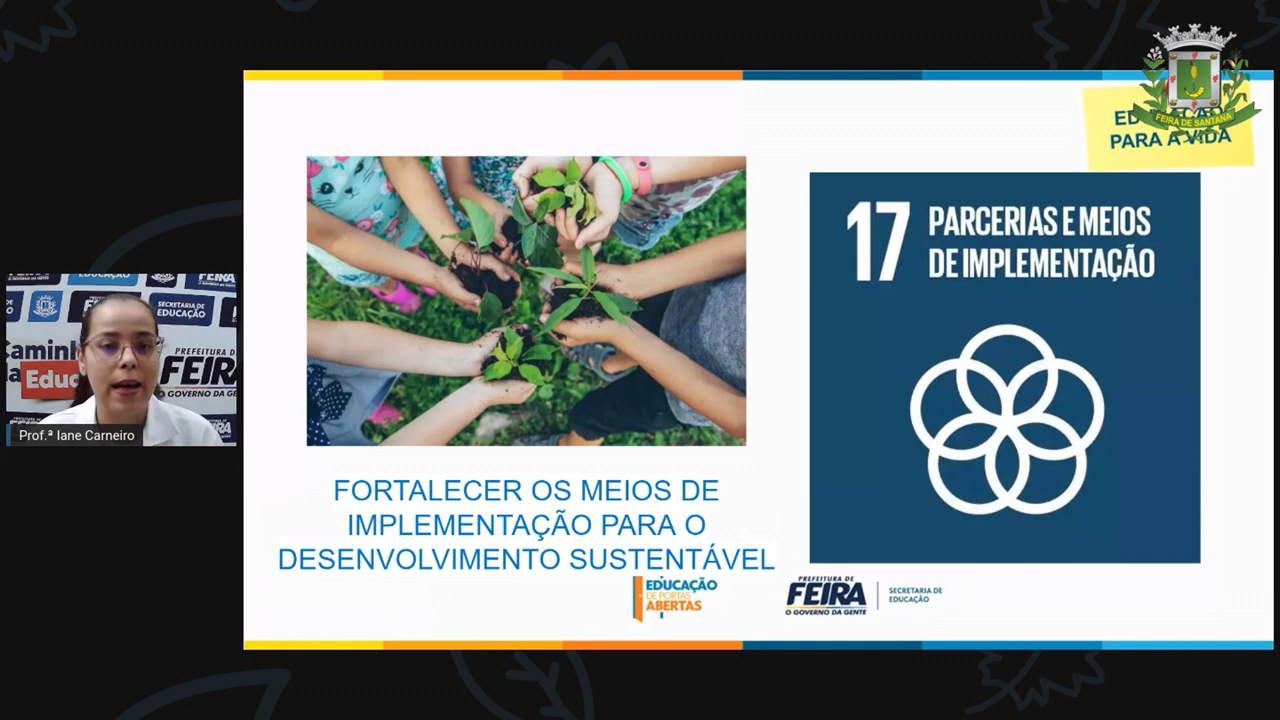 FEIRA DE SANTANA
PARA A VIDA
17 PARCERIAS E MEIOS
DE IMPLEMENTAÇÃO
EDUCAÇÃO
SECRETARIA DE
EDUCAÇÃO
PREFEITURA DE
FEIRA
O GOVERNO DA GENTE
Prof.ª Iane Carneiro
FORTALECER OS MEIOS DE
IMPLEMENTAÇÃO PARA O
DESENVOLVIMENTO SUSTENTÁVEL
EDUCAÇÃO
DE PORTAS
ABERTAS
PREFEITURA DE
FEIRA
O GOVERNO DA GENTE
SECRETARIA DE
EDUCAÇÃO